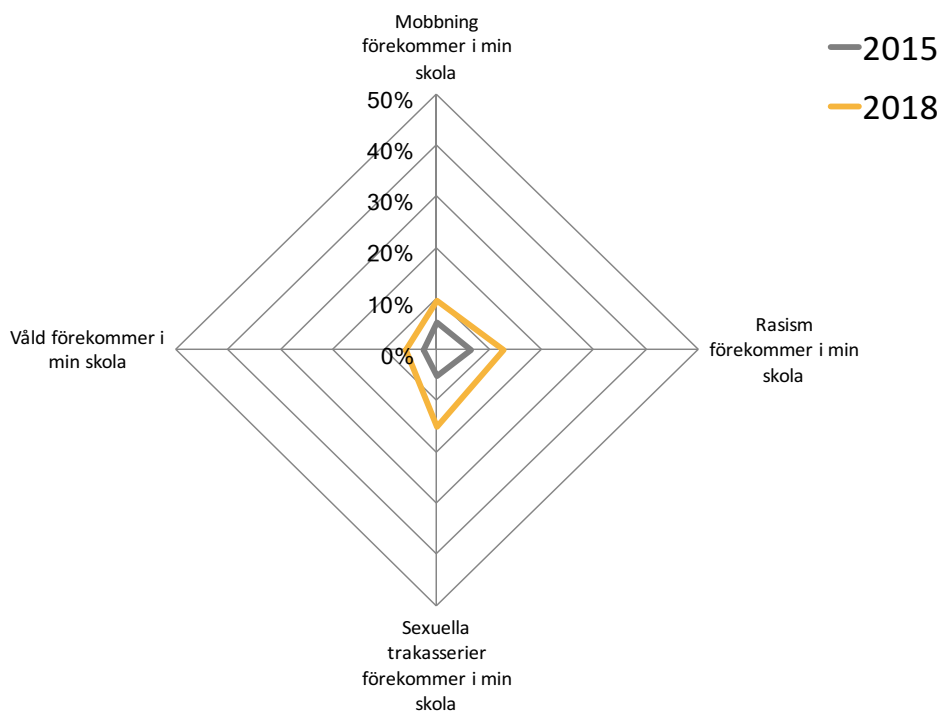 Mobbning
förekommer i min
skola
2015
2018
50%
40%
30%
20%
10%
0%
Våld förekommer i
min skola
Rasism
förekommer i min
skola
Sexuella
trakasserier
förekommer i min
skola